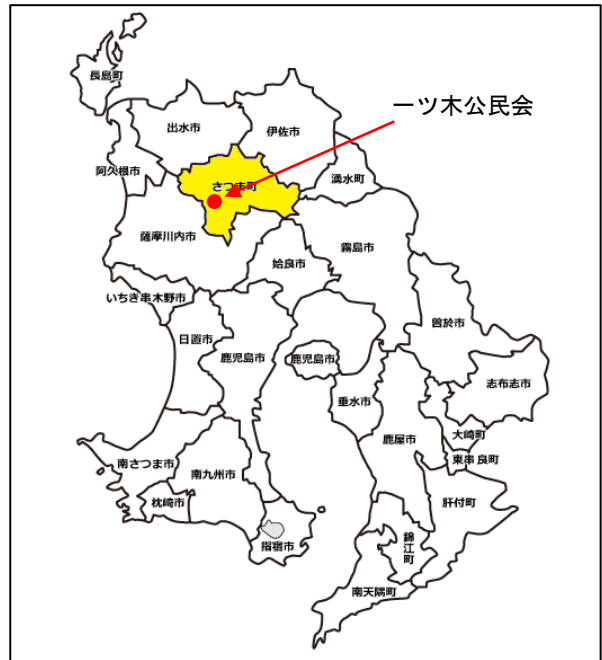 長島町
一ツ木公民会
出水市
伊佐市
阿久根市
湧水町
さつま町
薩摩川内市
霧島市
姶良市
いちき串木野市
曽於市
日置市
鹿児島市
鹿児島市
志布志市
垂水市
大崎町
鹿屋市
東串良町
南さつま市
南九州市
枕崎市
肝付町
錦江町
指宿市
南大隅町